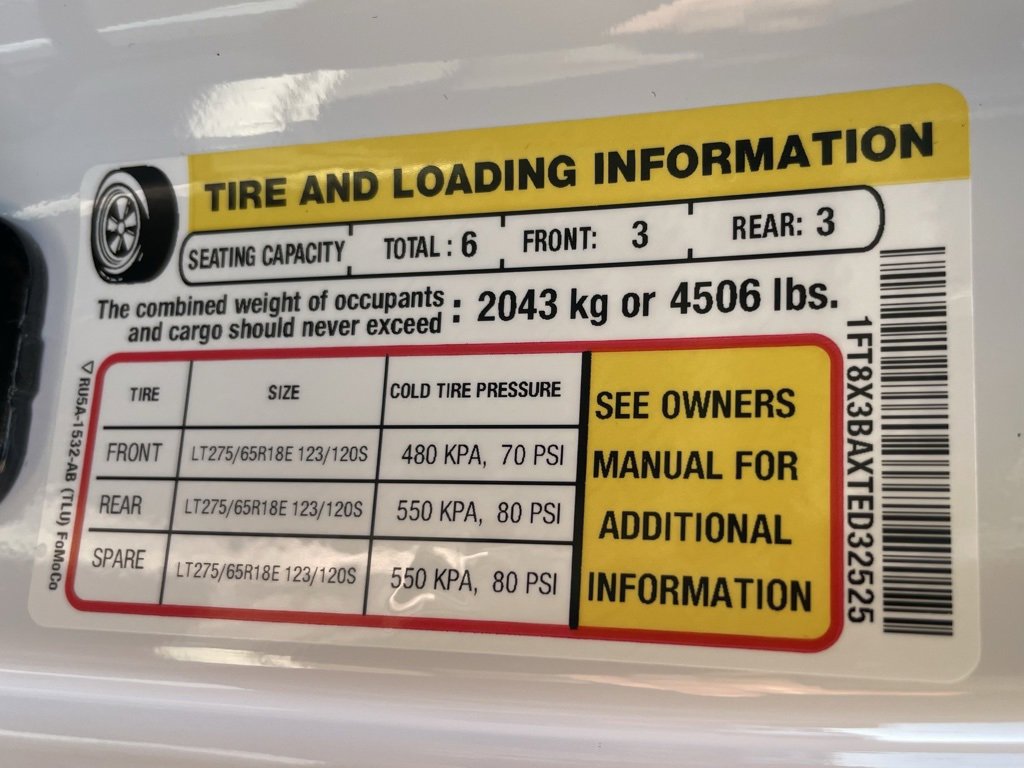 TIRE AND LOADING INFORMATION
SEATING CAPACITY TOTAL : 6 FRONT: 3 REAR: 3
The combined weight of occupants
and cargo should never exceed : 2043 kg or 4506 lbs.
TIRE SIZE COLD TIRE PRESSURE
FRONT LT275/65R18E 123/120S 480 KPA, 70 PSI
REAR LT275/65R18E 123/120S 550 KPA, 80 PSI
SPARE LT275/65R18E 123/120S 550 KPA, 80 PSI
SEE OWNERS
MANUAL FOR
ADDITIONAL
INFORMATION
1FT8X3BAXTED32525
RU5A-1532-AB (TLU) FoMoCo